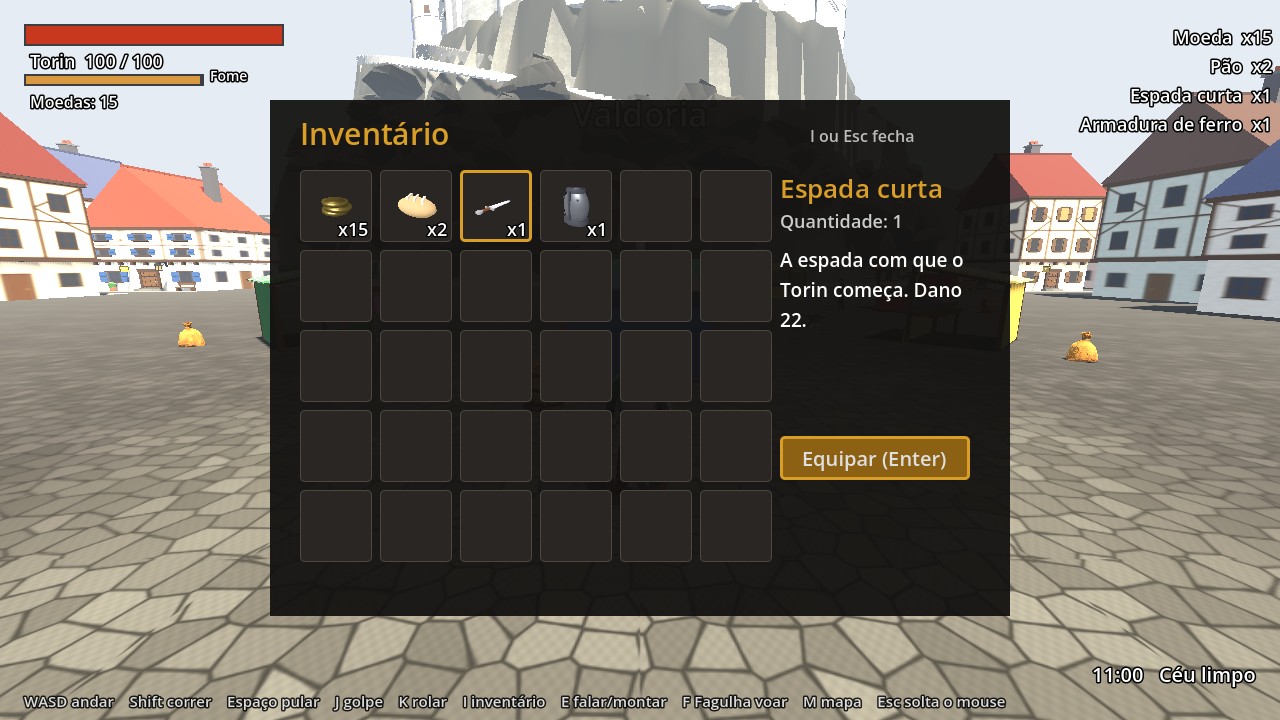 Torin 100 / 100
Fome
Moedas: 15
Moeda x15
Pão x2
Espada curta x1
Armadura de ferro x1
Valdoria
Inventário
I ou Esc fecha
x15
x2
x1
x1
Espada curta
Quantidade: 1
A espada com que o
Torin começa. Dano
22.
Equipar (Enter)
11:00 Céu limpo
WASD andar Shift correr Espaço pular J golpe K rolar I inventário E falar/montar F Fagulha voar M mapa Esc solta o mouse